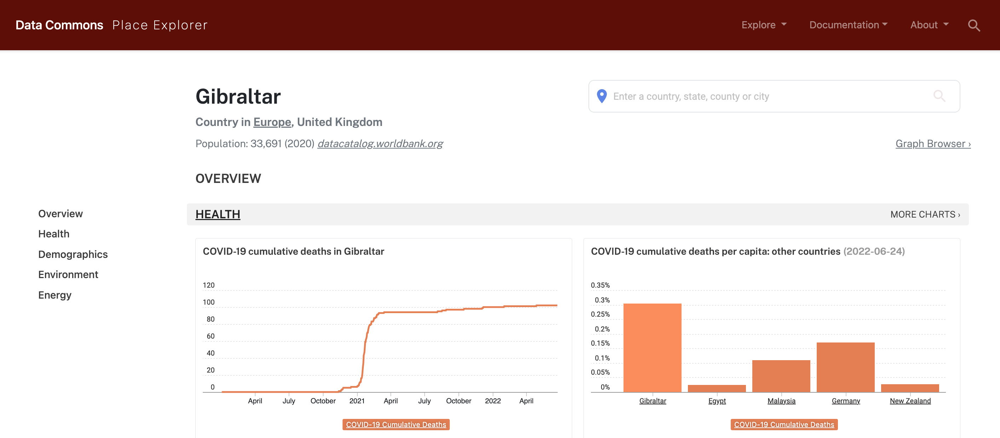 Data Commons Place Explorer
Explore
Documentation
About
Gibraltar
Enter a country, state, county or city
Country in Europe, United Kingdom
Population: 33,691 (2020) datacatalog.worldbank.org
Graph Browser ›
OVERVIEW
Overview
Health
Demographics
Environment
Energy
HEALTH
MORE CHARTS ›
COVID-19 cumulative deaths in Gibraltar
120
100
80
60
40
20
0
April July October 2021 April July October 2022 April
COVID-19 Cumulative Deaths
COVID-19 cumulative deaths per capita: other countries (2022-06-24)
0.35%
0.3%
0.25%
0.2%
0.15%
0.1%
0.05%
0%
Gibraltar Egypt Malaysia Germany New Zealand
COVID-19 Cumulative Deaths